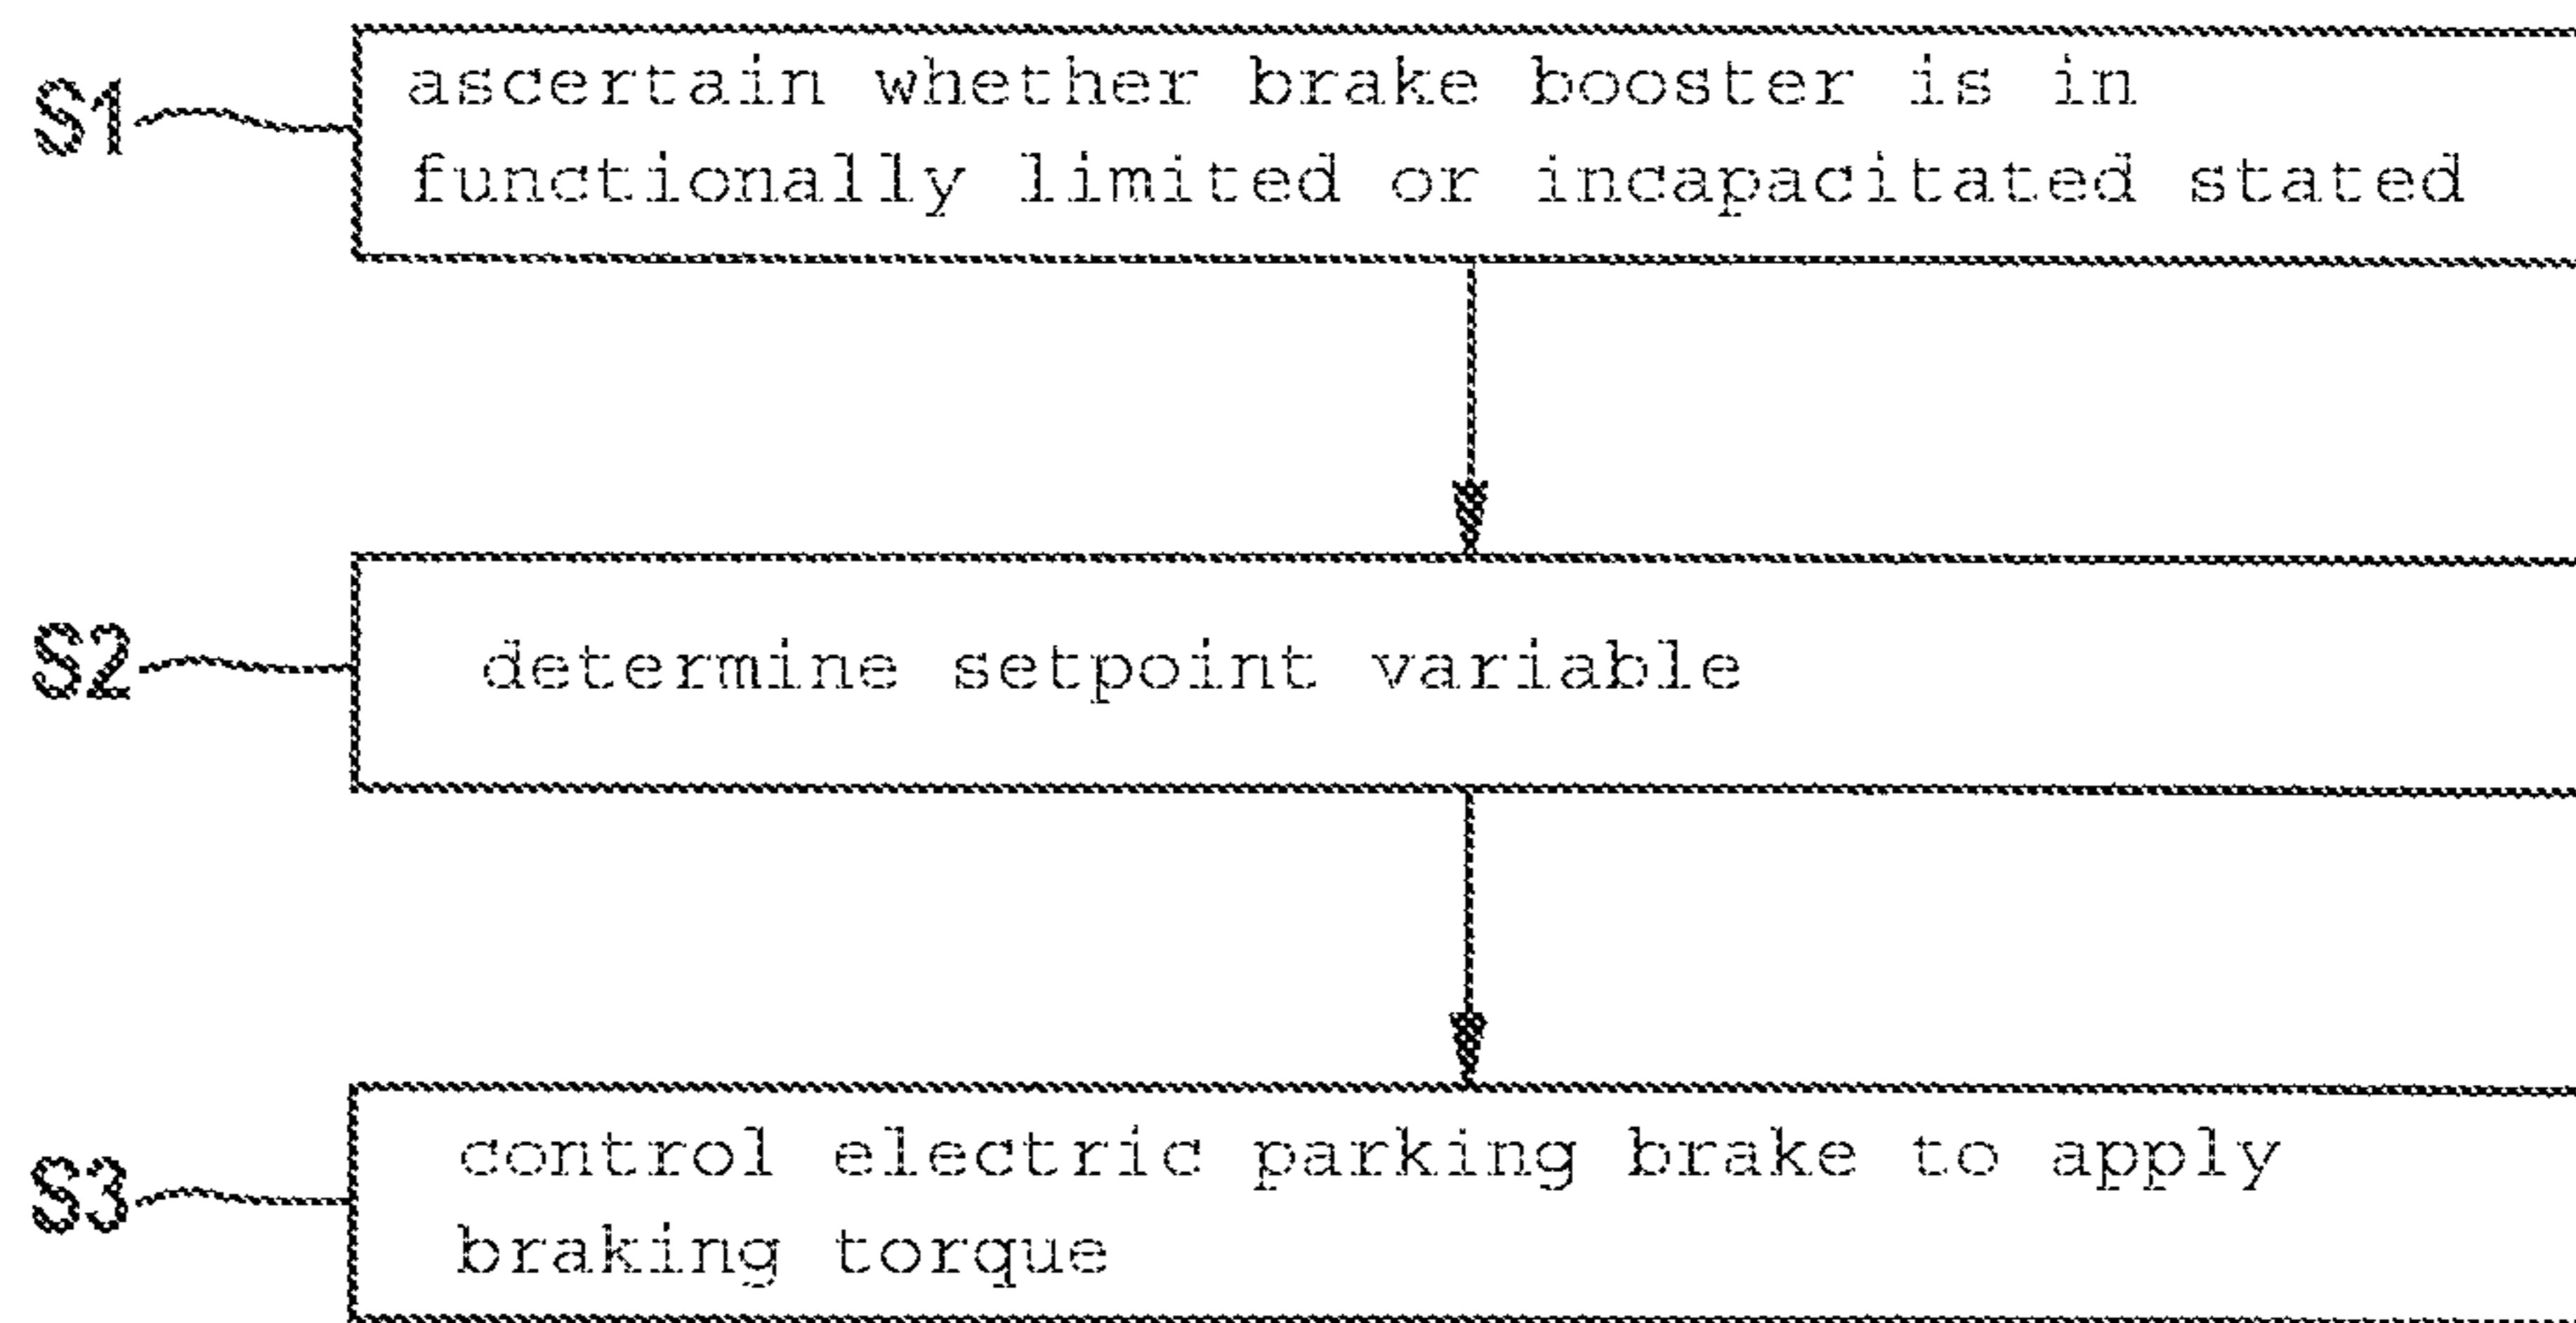 S1
ascertain whether brake booster is in
functionally limited or incapacitated stated
S2
determine setpoint variable
S3
control electric parking brake to apply
braking torque